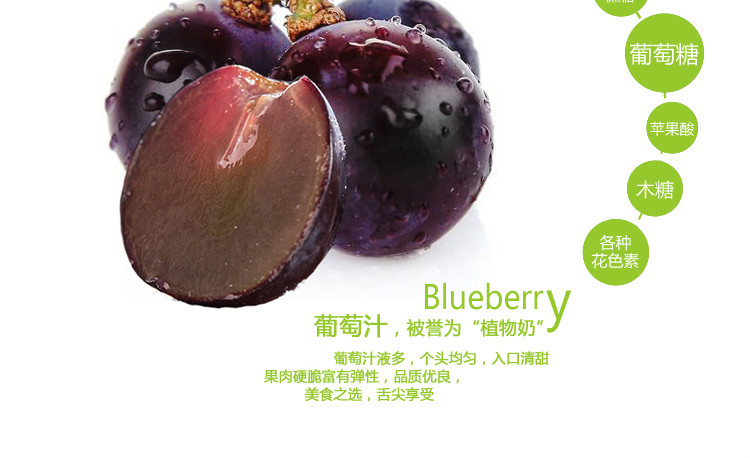 葡萄糖
苹果酸
木糖
各种
花色素
Blueberry
葡萄汁，被誉为“植物奶”
葡萄汁液多，个头均匀，入口清甜
果肉硬脆富有弹性，品质优良，
美食之选，舌尖享受